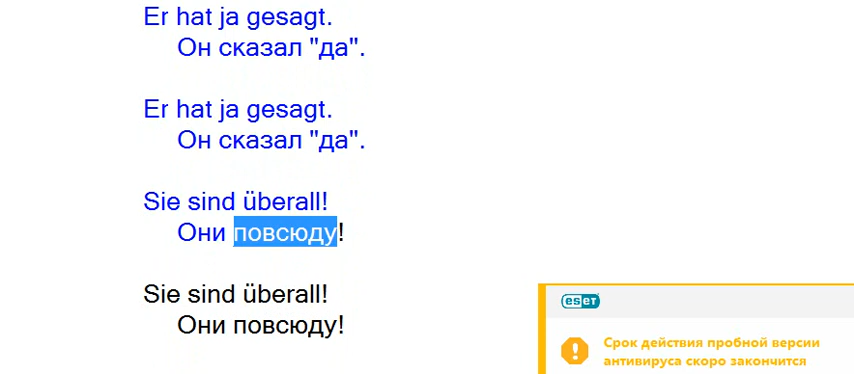 Er hat ja gesagt.
Он сказал "да".
Er hat ja gesagt.
Он сказал "да".
Sie sind überall!
Они повсюду!
Sie sind überall!
Они повсюду!
eset
Срок действия пробной версии
антивируса скоро закончится